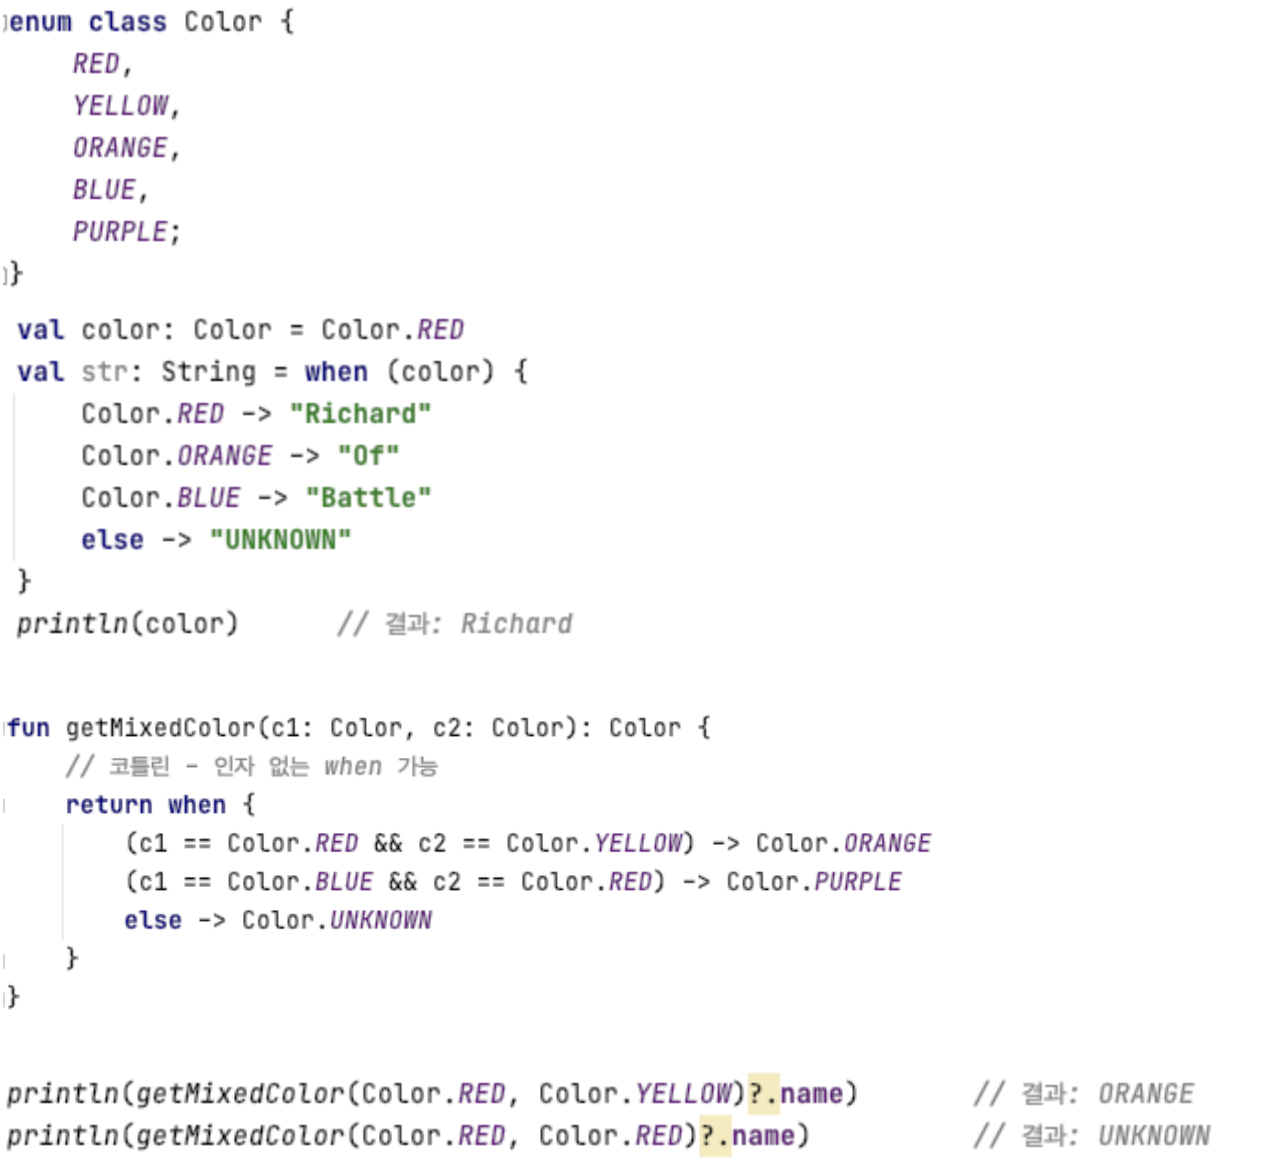 enum class Color {
    RED,
    YELLOW,
    ORANGE,
    BLUE,
    PURPLE;
}
val color: Color = Color.RED
val str: String = when (color) {
    Color.RED -> "Richard"
    Color.ORANGE -> "Of"
    Color.BLUE -> "Battle"
    else -> "UNKNOWN"
}
println(color)      // 결과: Richard
fun getMixedColor(c1: Color, c2: Color): Color {
    // 코틀린 - 인자 없는 when 가능
    return when {
        (c1 == Color.RED && c2 == Color.YELLOW) -> Color.ORANGE
        (c1 == Color.BLUE && c2 == Color.RED) -> Color.PURPLE
        else -> Color.UNKNOWN
    }
}
println(getMixedColor(Color.RED, Color.YELLOW)?.name)       // 결과: ORANGE
println(getMixedColor(Color.RED, Color.RED)?.name)          // 결과: UNKNOWN